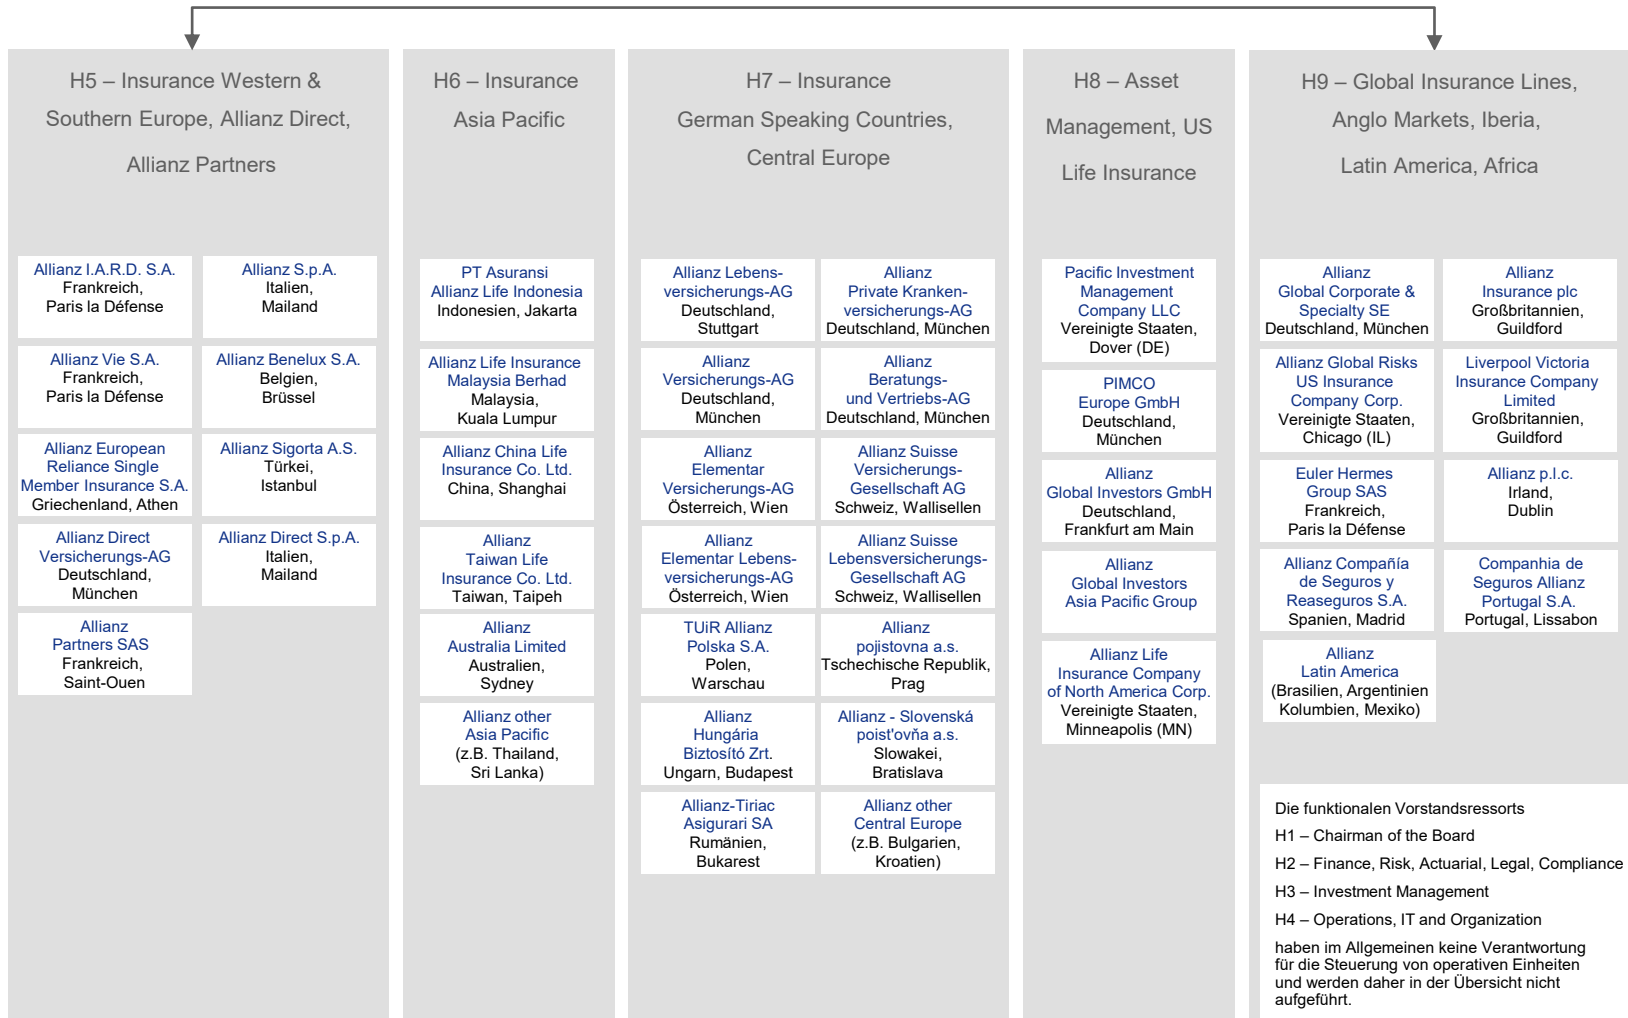 H5 – Insurance Western &
Southern Europe, Allianz Direct,
Allianz Partners
Allianz I.A.R.D. S.A.
Frankreich,
Paris la Défense
Allianz S.p.A.
Italien,
Mailand
Allianz Vie S.A.
Frankreich,
Paris la Défense
Allianz Benelux S.A.
Belgien,
Brüssel
Allianz European
Reliance Single
Member Insurance S.A.
Griechenland, Athen
Allianz Sigorta A.S.
Türkei,
Istanbul
Allianz Direct
Versicherungs-AG
Deutschland,
München
Allianz Direct S.p.A.
Italien,
Mailand
Allianz
Partners SAS
Frankreich,
Saint-Ouen
H6 – Insurance
Asia Pacific
PT Asuransi
Allianz Life Indonesia
Indonesien, Jakarta
Allianz Life Insurance
Malaysia Berhad
Malaysia,
Kuala Lumpur
Allianz China Life
Insurance Co. Ltd.
China, Shanghai
Allianz
Taiwan Life
Insurance Co. Ltd.
Taiwan, Taipeh
Allianz
Australia Limited
Australien,
Sydney
Allianz other
Asia Pacific
(z.B. Thailand,
Sri Lanka)
H7 – Insurance
German Speaking Countries,
Central Europe
Allianz Lebens-
versicherungs-AG
Deutschland,
Stuttgart
Allianz
Private Kranken-
versicherungs-AG
Deutschland, München
Allianz
Versicherungs-AG
Deutschland,
München
Allianz
Beratungs-
und Vertriebs-AG
Deutschland, München
Allianz
Elementar
Versicherungs-AG
Österreich, Wien
Allianz Suisse
Versicherungs-
Gesellschaft AG
Schweiz, Wallisellen
Allianz
Elementar Lebens-
versicherungs-AG
Österreich, Wien
Allianz Suisse
Lebensversicherungs-
Gesellschaft AG
Schweiz, Wallisellen
TUiR Allianz
Polska S.A.
Polen,
Warschau
Allianz
pojistovna a.s.
Tschechische Republik,
Prag
Allianz
Hungária
Biztosító Zrt.
Ungarn, Budapest
Allianz - Slovenská
poist'ovňa a.s.
Slowakei,
Bratislava
Allianz-Tiriac
Asigurari SA
Rumänien,
Bukarest
Allianz other
Central Europe
(z.B. Bulgarien,
Kroatien)
H8 – Asset
Management, US
Life Insurance
Pacific Investment
Management
Company LLC
Vereinigte Staaten,
Dover (DE)
PIMCO
Europe GmbH
Deutschland,
München
Allianz
Global Investors GmbH
Deutschland,
Frankfurt am Main
Allianz
Global Investors
Asia Pacific Group
Allianz Life
Insurance Company
of North America Corp.
Vereinigte Staaten,
Minneapolis (MN)
H9 – Global Insurance Lines,
Anglo Markets, Iberia,
Latin America, Africa
Allianz
Global Corporate &
Specialty SE
Deutschland, München
Allianz
Insurance plc
Großbritannien,
Guildford
Allianz Global Risks
US Insurance
Company Corp.
Vereinigte Staaten,
Chicago (IL)
Liverpool Victoria
Insurance Company
Limited
Großbritannien,
Guildford
Euler Hermes
Group SAS
Frankreich,
Paris la Défense
Allianz p.l.c.
Irland,
Dublin
Allianz Compañía
de Seguros y
Reaseguros S.A.
Spanien, Madrid
Companhia de
Seguros Allianz
Portugal S.A.
Portugal, Lissabon
Allianz
Latin America
(Brasilien, Argentinien
Kolumbien, Mexiko)
Die funktionalen Vorstandsressorts
H1 – Chairman of the Board
H2 – Finance, Risk, Actuarial, Legal, Compliance
H3 – Investment Management
H4 – Operations, IT and Organization
haben im Allgemeinen keine Verantwortung
für die Steuerung von operativen Einheiten
und werden daher in der Übersicht nicht
aufgeführt.